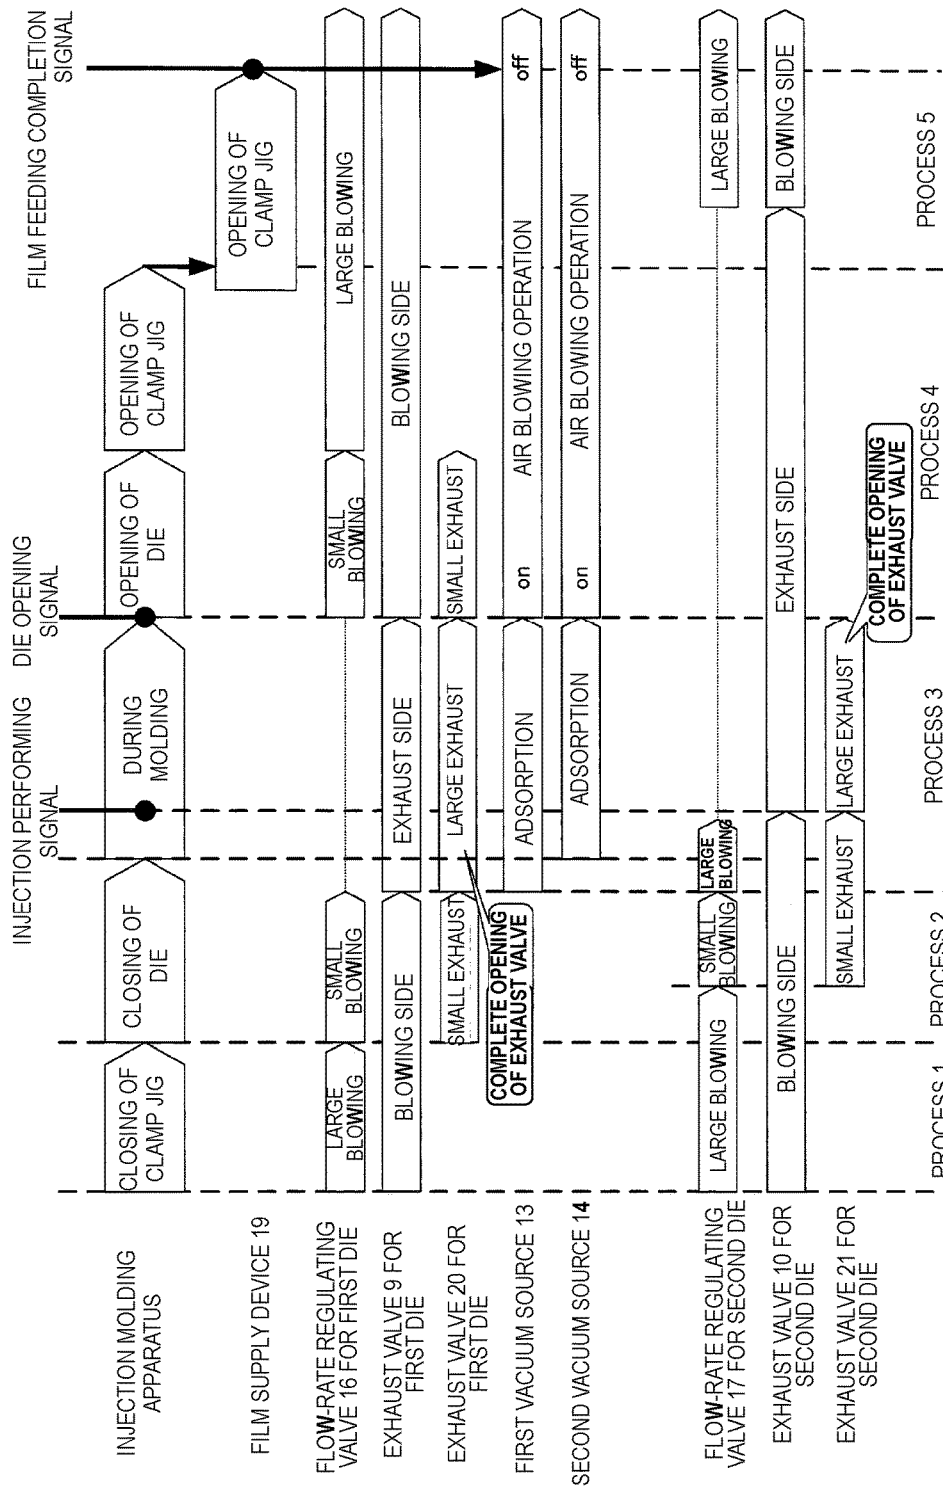 INJECTION PERFORMING
SIGNAL
DIE OPENING
SIGNAL
FILM FEEDING COMPLETION
SIGNAL
INJECTION MOLDING
APPARATUS
CLOSING OF
CLAMP JIG
CLOSING OF
DIE
DURING
MOLDING
OPENING OF
DIE
OPENING OF
CLAMP JIG
FILM SUPPLY DEVICE 19
OPENING OF
CLAMP JIG
FLOW-RATE REGULATING
VALVE 16 FOR FIRST DIE
LARGE
BLOWING
SMALL
BLOWING
SMALL
BLOWING
LARGE BLOWING
EXHAUST VALVE 9 FOR
FIRST DIE
BLOWING SIDE
EXHAUST SIDE
BLOWING SIDE
EXHAUST VALVE 20 FOR
FIRST DIE
SMALL EXHAUST
LARGE EXHAUST
SMALL EXHAUST
COMPLETE OPENING
OF EXHAUST VALVE
FIRST VACUUM SOURCE 13
ADSORPTION
on
AIR BLOWING OPERATION
off
SECOND VACUUM SOURCE 14
ADSORPTION
on
AIR BLOWING OPERATION
off
FLOW-RATE REGULATING
VALVE 17 FOR SECOND DIE
LARGE BLOWING
SMALL
BLOWING
LARGE
BLOWING
LARGE BLOWING
EXHAUST VALVE 10 FOR
SECOND DIE
BLOWING SIDE
EXHAUST SIDE
BLOWING SIDE
EXHAUST VALVE 21 FOR
SECOND DIE
SMALL EXHAUST
LARGE EXHAUST
COMPLETE OPENING
OF EXHAUST VALVE
PROCESS 1
PROCESS 2
PROCESS 3
PROCESS 4
PROCESS 5